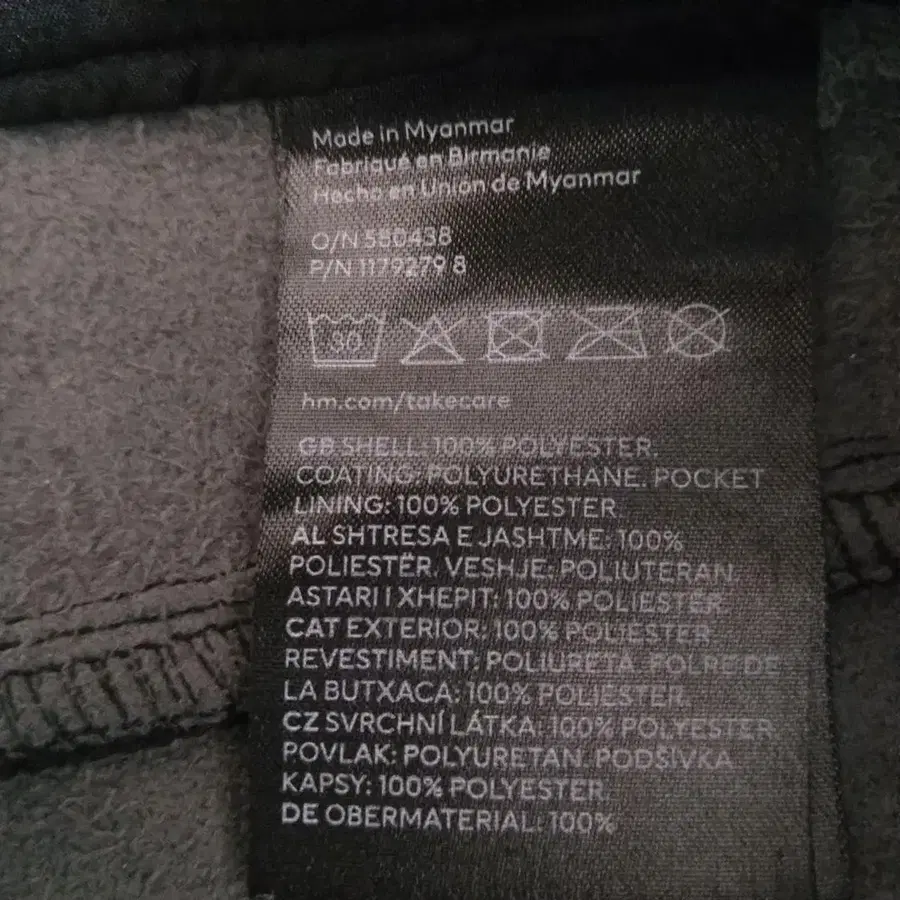 Made in Myanmar
Fabriqué en Birmanie
Hecho en Union de Myanmar
O/N 580438
P/N 1179279 8
30
hm.com/takecare
GB SHELL: 100% POLYESTER.
COATING: POLYURETHANE. POCKET
LINING: 100% POLYESTER
AL SHTRESA E JASHTME: 100%
POLIESTËR. VESHJE: POLIUTERAN.
ASTARI I XHEPIT: 100% POLIESTËR
CAT EXTERIOR: 100% POLIESTER
REVESTIMENT: POLIURETÀ. FOLRE DE
LA BUTXACA: 100% POLIESTER.
CZ SVRCHNÍ LÁTKA: 100% POLYESTER
POVLAK: POLYURETAN. PODŠÍVKA
KAPSY: 100% POLYESTER
DE OBERMATERIAL: 100%